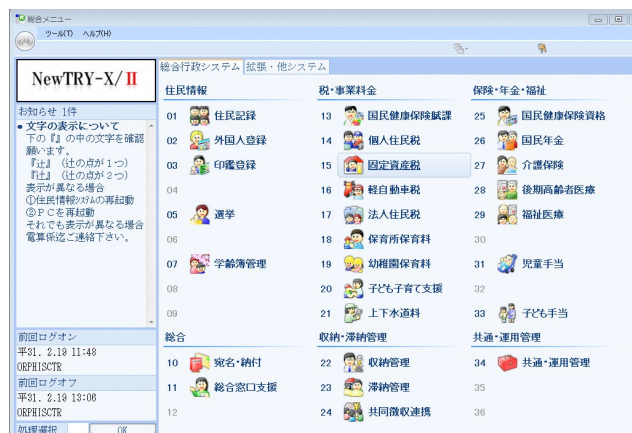 総合メニュー
ツール(T) ヘルプ(H)
NewTRY-X/Ⅱ
お知らせ 1件
● 文字の表示について
下の『』の中の文字を確認
願います。
『辻』 (辻の点が1つ)
『辻』 (辻の点が2つ)
表示が異なる場合
①住民情報システムの再起動
②PCを再起動
それでも表示が異なる場合
電算係迄ご連絡下さい。
前回ログオン
平31. 2.19 11:48
ORPHISCTR
前回ログオフ
平31. 2.19 13:06
ORPHISCTR
処理選択 OK
総合行政システム 拡張・他システム
住民情報
01 住民記録
02 外国人登録
03 印鑑登録
04
05 選挙
06
07 学齢簿管理
08
09
総合
10 宛名・納付
11 総合窓口支援
12
税・事業料金
13 国民健康保険賦課
14 個人住民税
15 固定資産税
16 軽自動車税
17 法人住民税
18 保育所保育料
19 幼稚園保育料
20 子ども子育て支援
21 上下水道料
収納・滞納管理
22 収納管理
23 滞納管理
24 共同徴収連携
保険・年金・福祉
25 国民健康保険資格
26 国民年金
27 介護保険
28 後期高齢者医療
29 福祉医療
30
31 児童手当
32
33 子ども手当
共通・運用管理
34 共通・運用管理
35
36